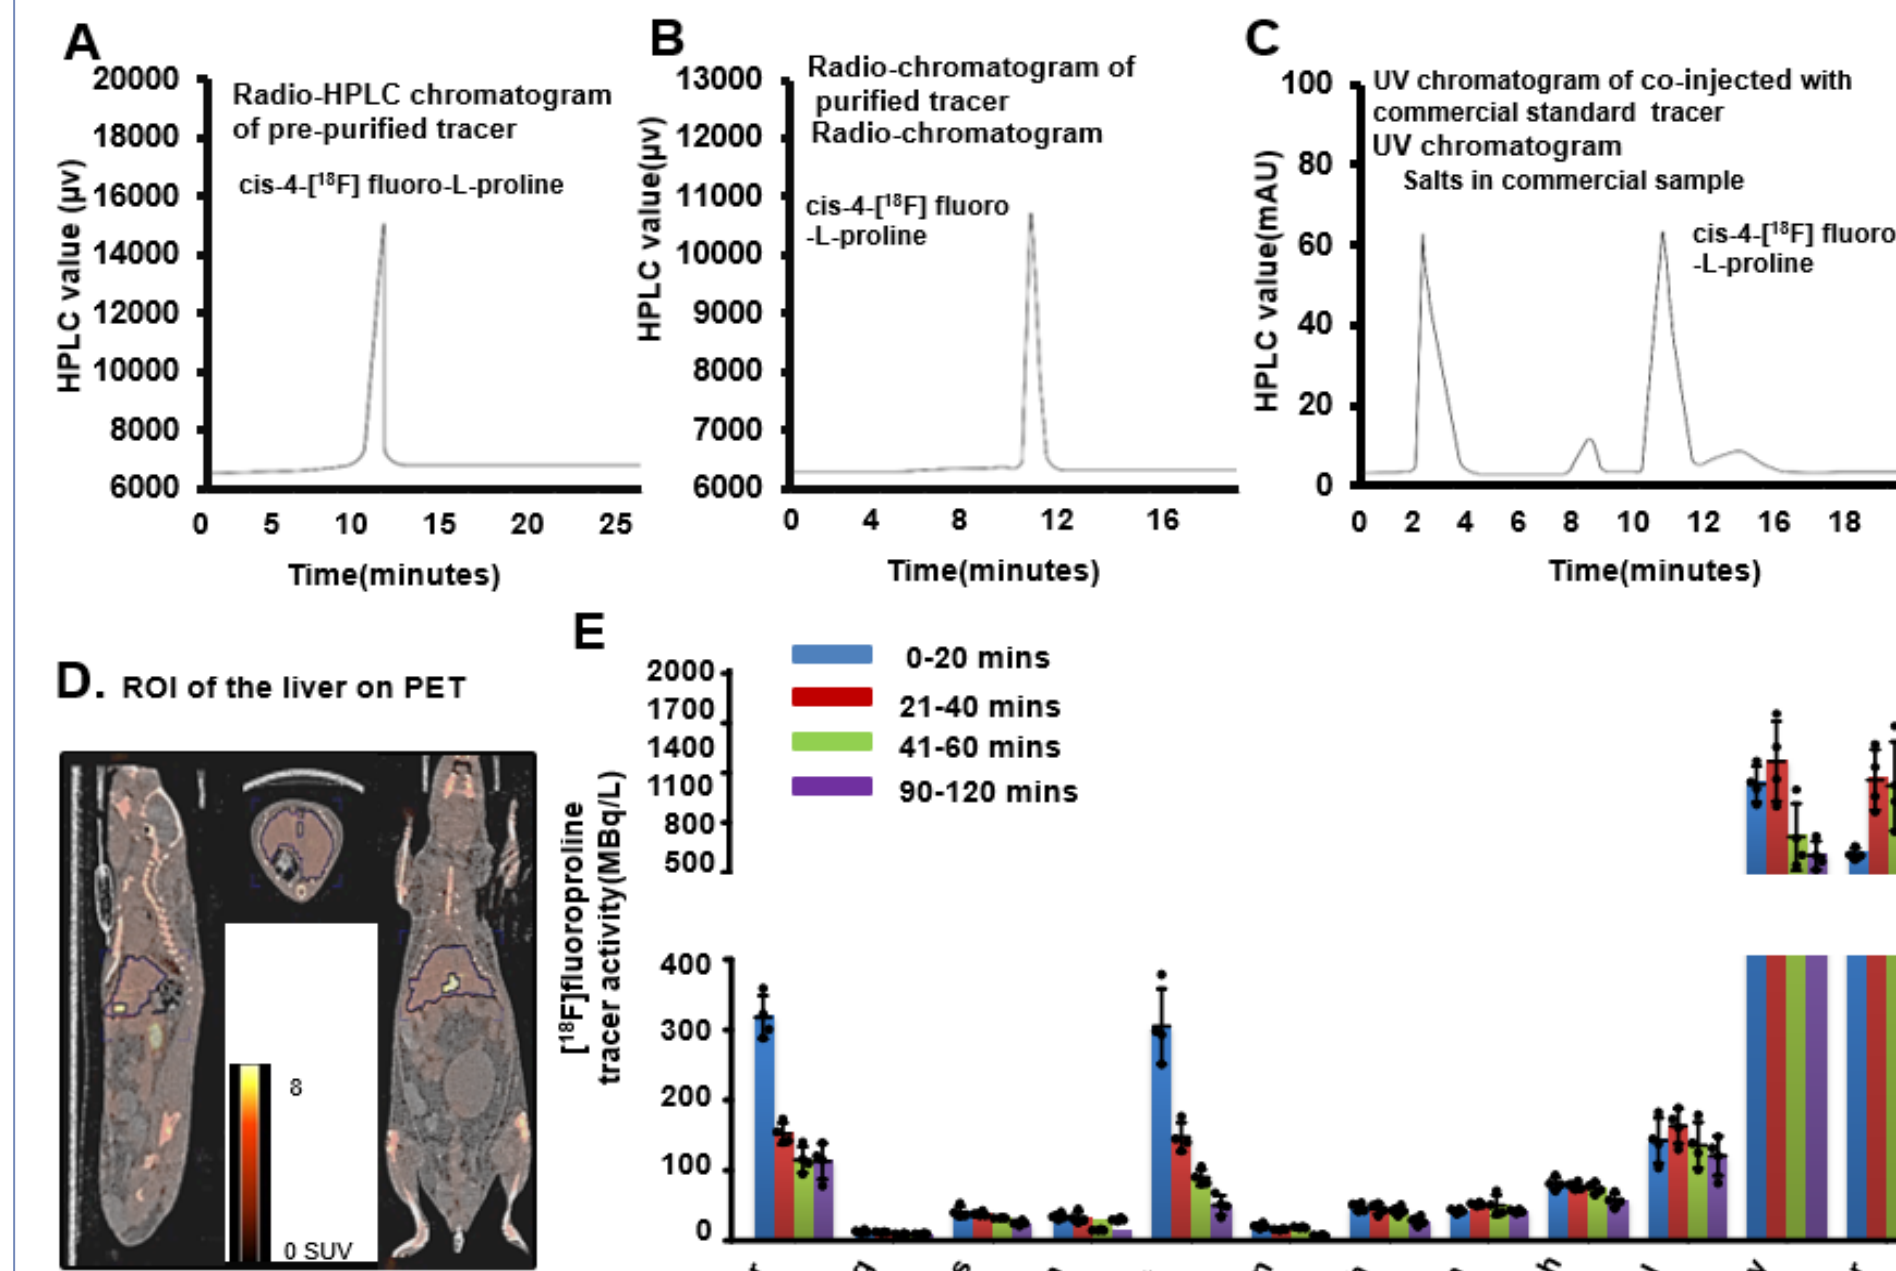 A
20000
18000
16000
14000
12000
10000
8000
6000
HPLC value (µv)
Radio-HPLC chromatogram
of pre-purified tracer
cis-4-[18F] fluoro-L-proline
0 5 10 15 20 25
Time(minutes)
B
13000
12000
11000
10000
9000
8000
7000
6000
HPLC value(µv)
Radio-chromatogram of
purified tracer
Radio-chromatogram
cis-4-[18F] fluoro
-L-proline
0 4 8 12 16
Time(minutes)
C
100
80
60
40
20
0
HPLC value(mAU)
UV chromatogram of co-injected with
commercial standard tracer
UV chromatogram
Salts in commercial sample
cis-4-[18F] fluoro
-L-proline
0 2 4 6 8 10 12 16 18
Time(minutes)
D. ROI of the liver on PET
8
0 SUV
E
2000
1700
1400
1100
800
500
400
300
200
100
0
[18F]fluoroproline
tracer activity(MBq/L)
0-20 mins
21-40 mins
41-60 mins
90-120 mins